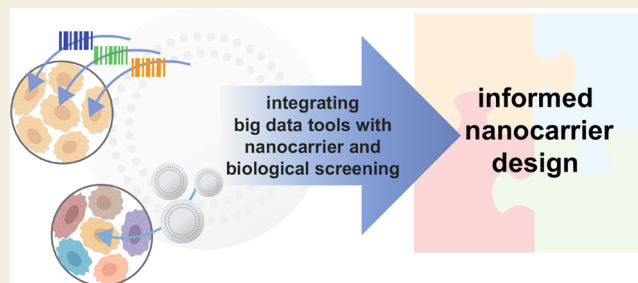 integrating
big data tools with
nanocarrier and
biological screening
informed
nanocarrier
design